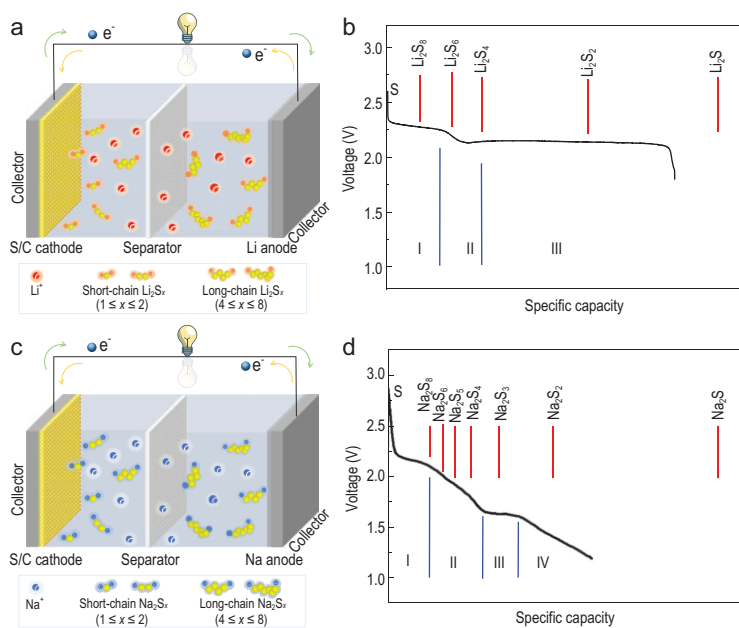 a
e⁻
e⁻
Collector
Collector
S/C cathode
Separator
Li anode
Li⁺
Short-chain Li₂Sₓ
(1 ≤ x ≤ 2)
Long-chain Li₂Sₓ
(4 ≤ x ≤ 8)
b
3.0
2.5
2.0
1.5
1.0
Voltage (V)
S
Li₂S₈
Li₂S₆
Li₂S₄
Li₂S₂
Li₂S
I
II
III
Specific capacity
c
e⁻
e⁻
Collector
Collector
S/C cathode
Separator
Na anode
Na⁺
Short-chain Na₂Sₓ
(1 ≤ x ≤ 2)
Long-chain Na₂Sₓ
(4 ≤ x ≤ 8)
d
3.0
2.5
2.0
1.5
1.0
Voltage (V)
S
Na₂S₈
Na₂S₆
Na₂S₅
Na₂S₄
Na₂S₃
Na₂S₂
Na₂S
I
II
III
IV
Specific capacity